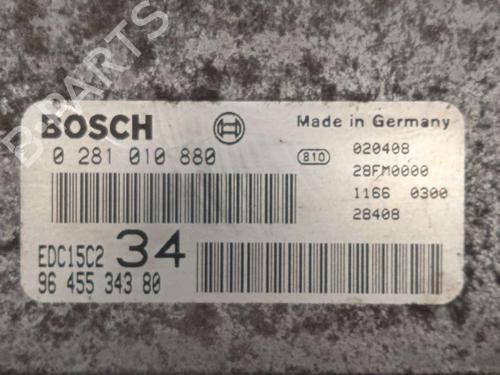 B-PARTS
BOSCH
Made in Germany
0 281 010 880
810
020408
28FM0000
1166 0300
28408
EDC15C2 34
96 455 343 80